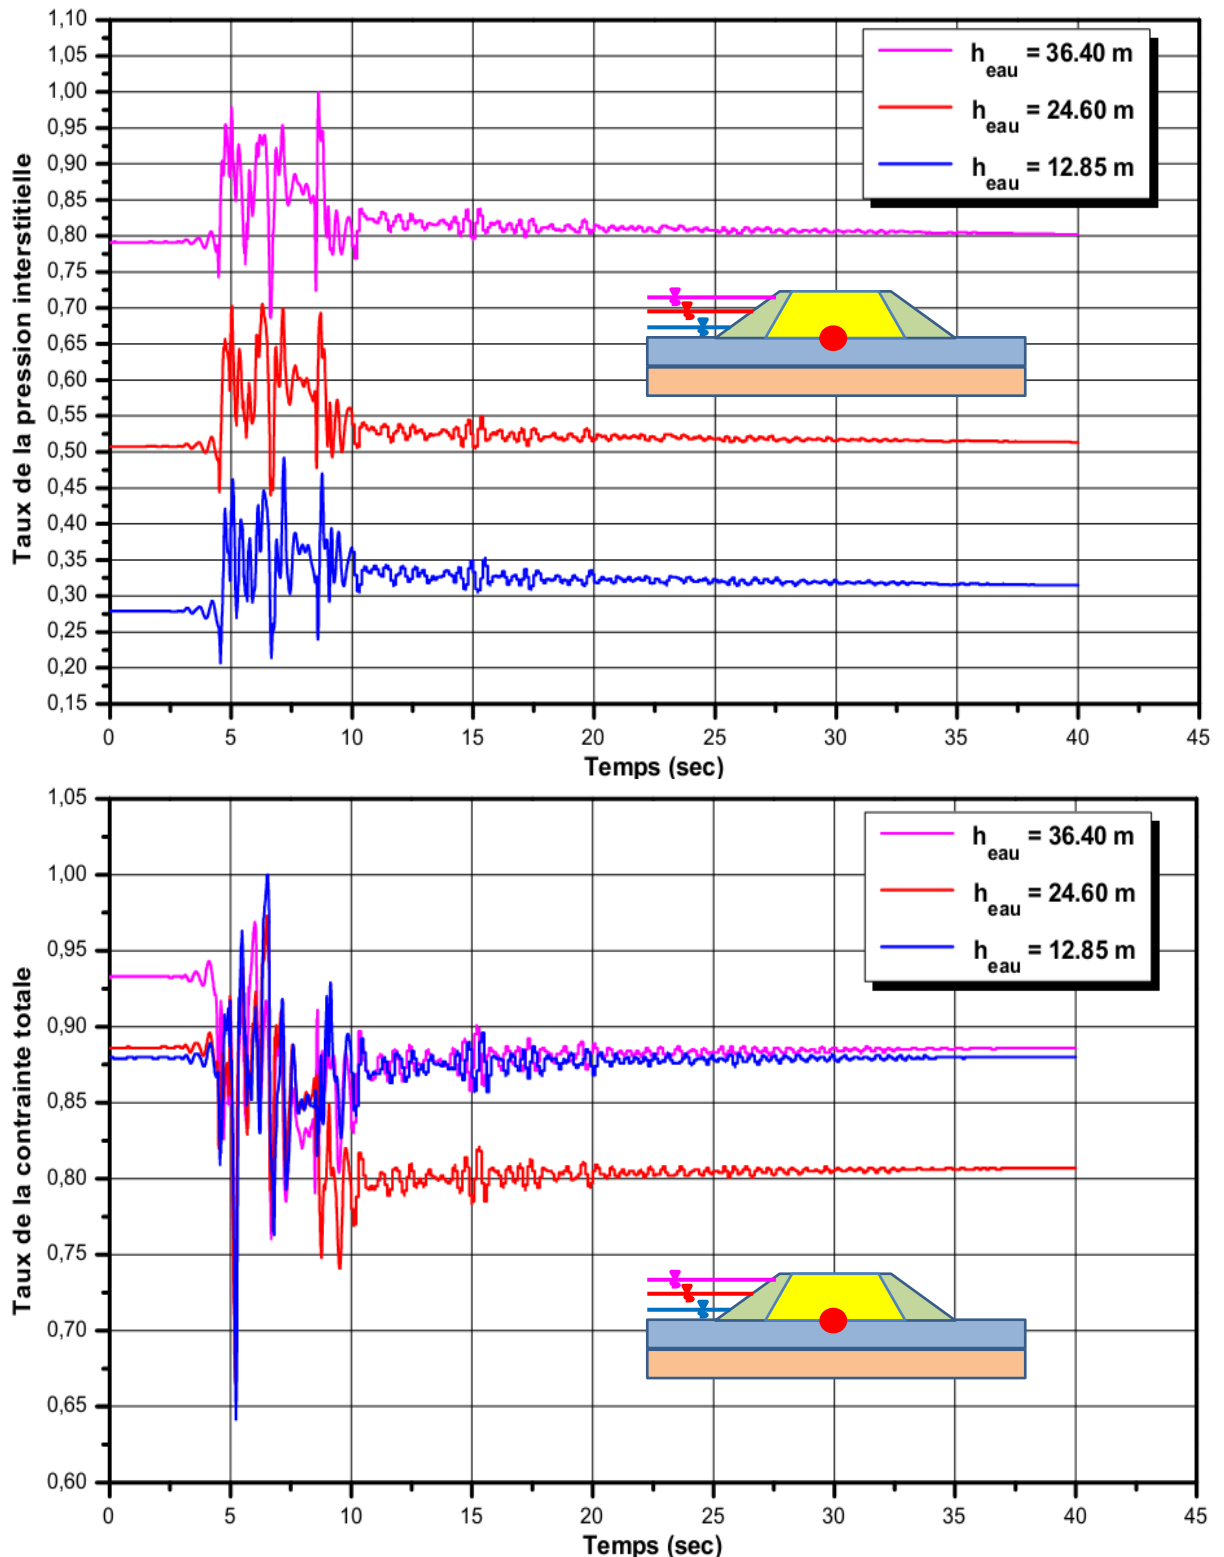 Taux de la pression interstitielle
1,10
1,05
1,00
0,95
0,90
0,85
0,80
0,75
0,70
0,65
0,60
0,55
0,50
0,45
0,40
0,35
0,30
0,25
0,20
0,15
h eau = 36.40 m
h eau = 24.60 m
h eau = 12.85 m
0 5 10 15 20 25 30 35 40 45
Temps (sec)
Taux de la contrainte totale
1,05
1,00
0,95
0,90
0,85
0,80
0,75
0,70
0,65
0,60
h eau = 36.40 m
h eau = 24.60 m
h eau = 12.85 m
0 5 10 15 20 25 30 35 40 45
Temps (sec)